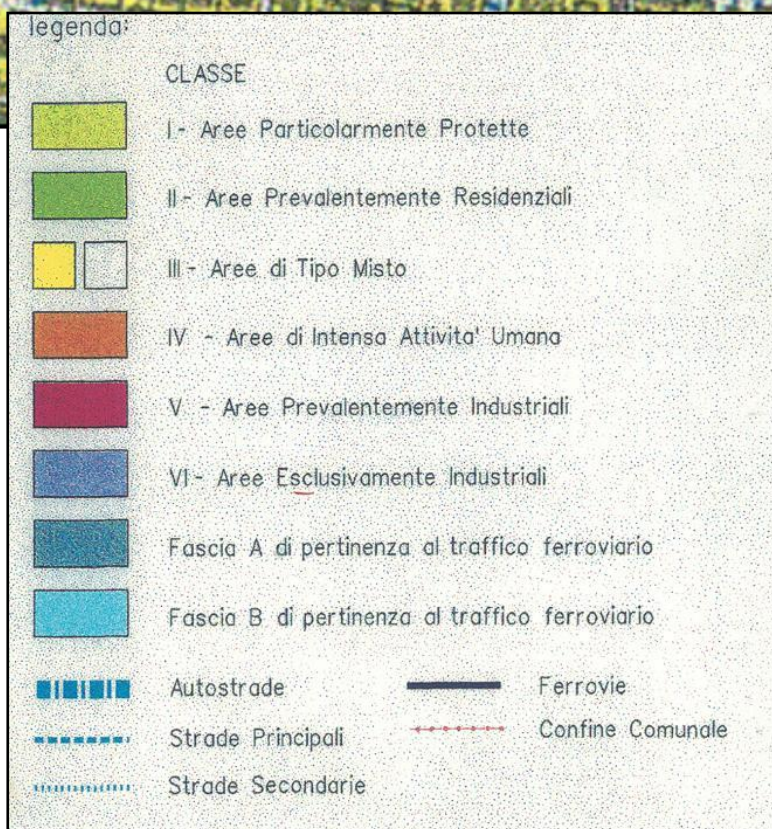 legenda:
CLASSE
I - Aree Particolarmente Protette
II - Aree Prevalentemente Residenziali
III - Aree di Tipo Misto
IV - Aree di Intensa Attivita' Umana
V - Aree Prevalentemente Industriali
VI - Aree Esclusivamente Industriali
Fascia A di pertinenza al traffico ferroviario
Fascia B di pertinenza al traffico ferroviario
Autostrade
Ferrovie
Strade Principali
Confine Comunale
Strade Secondarie